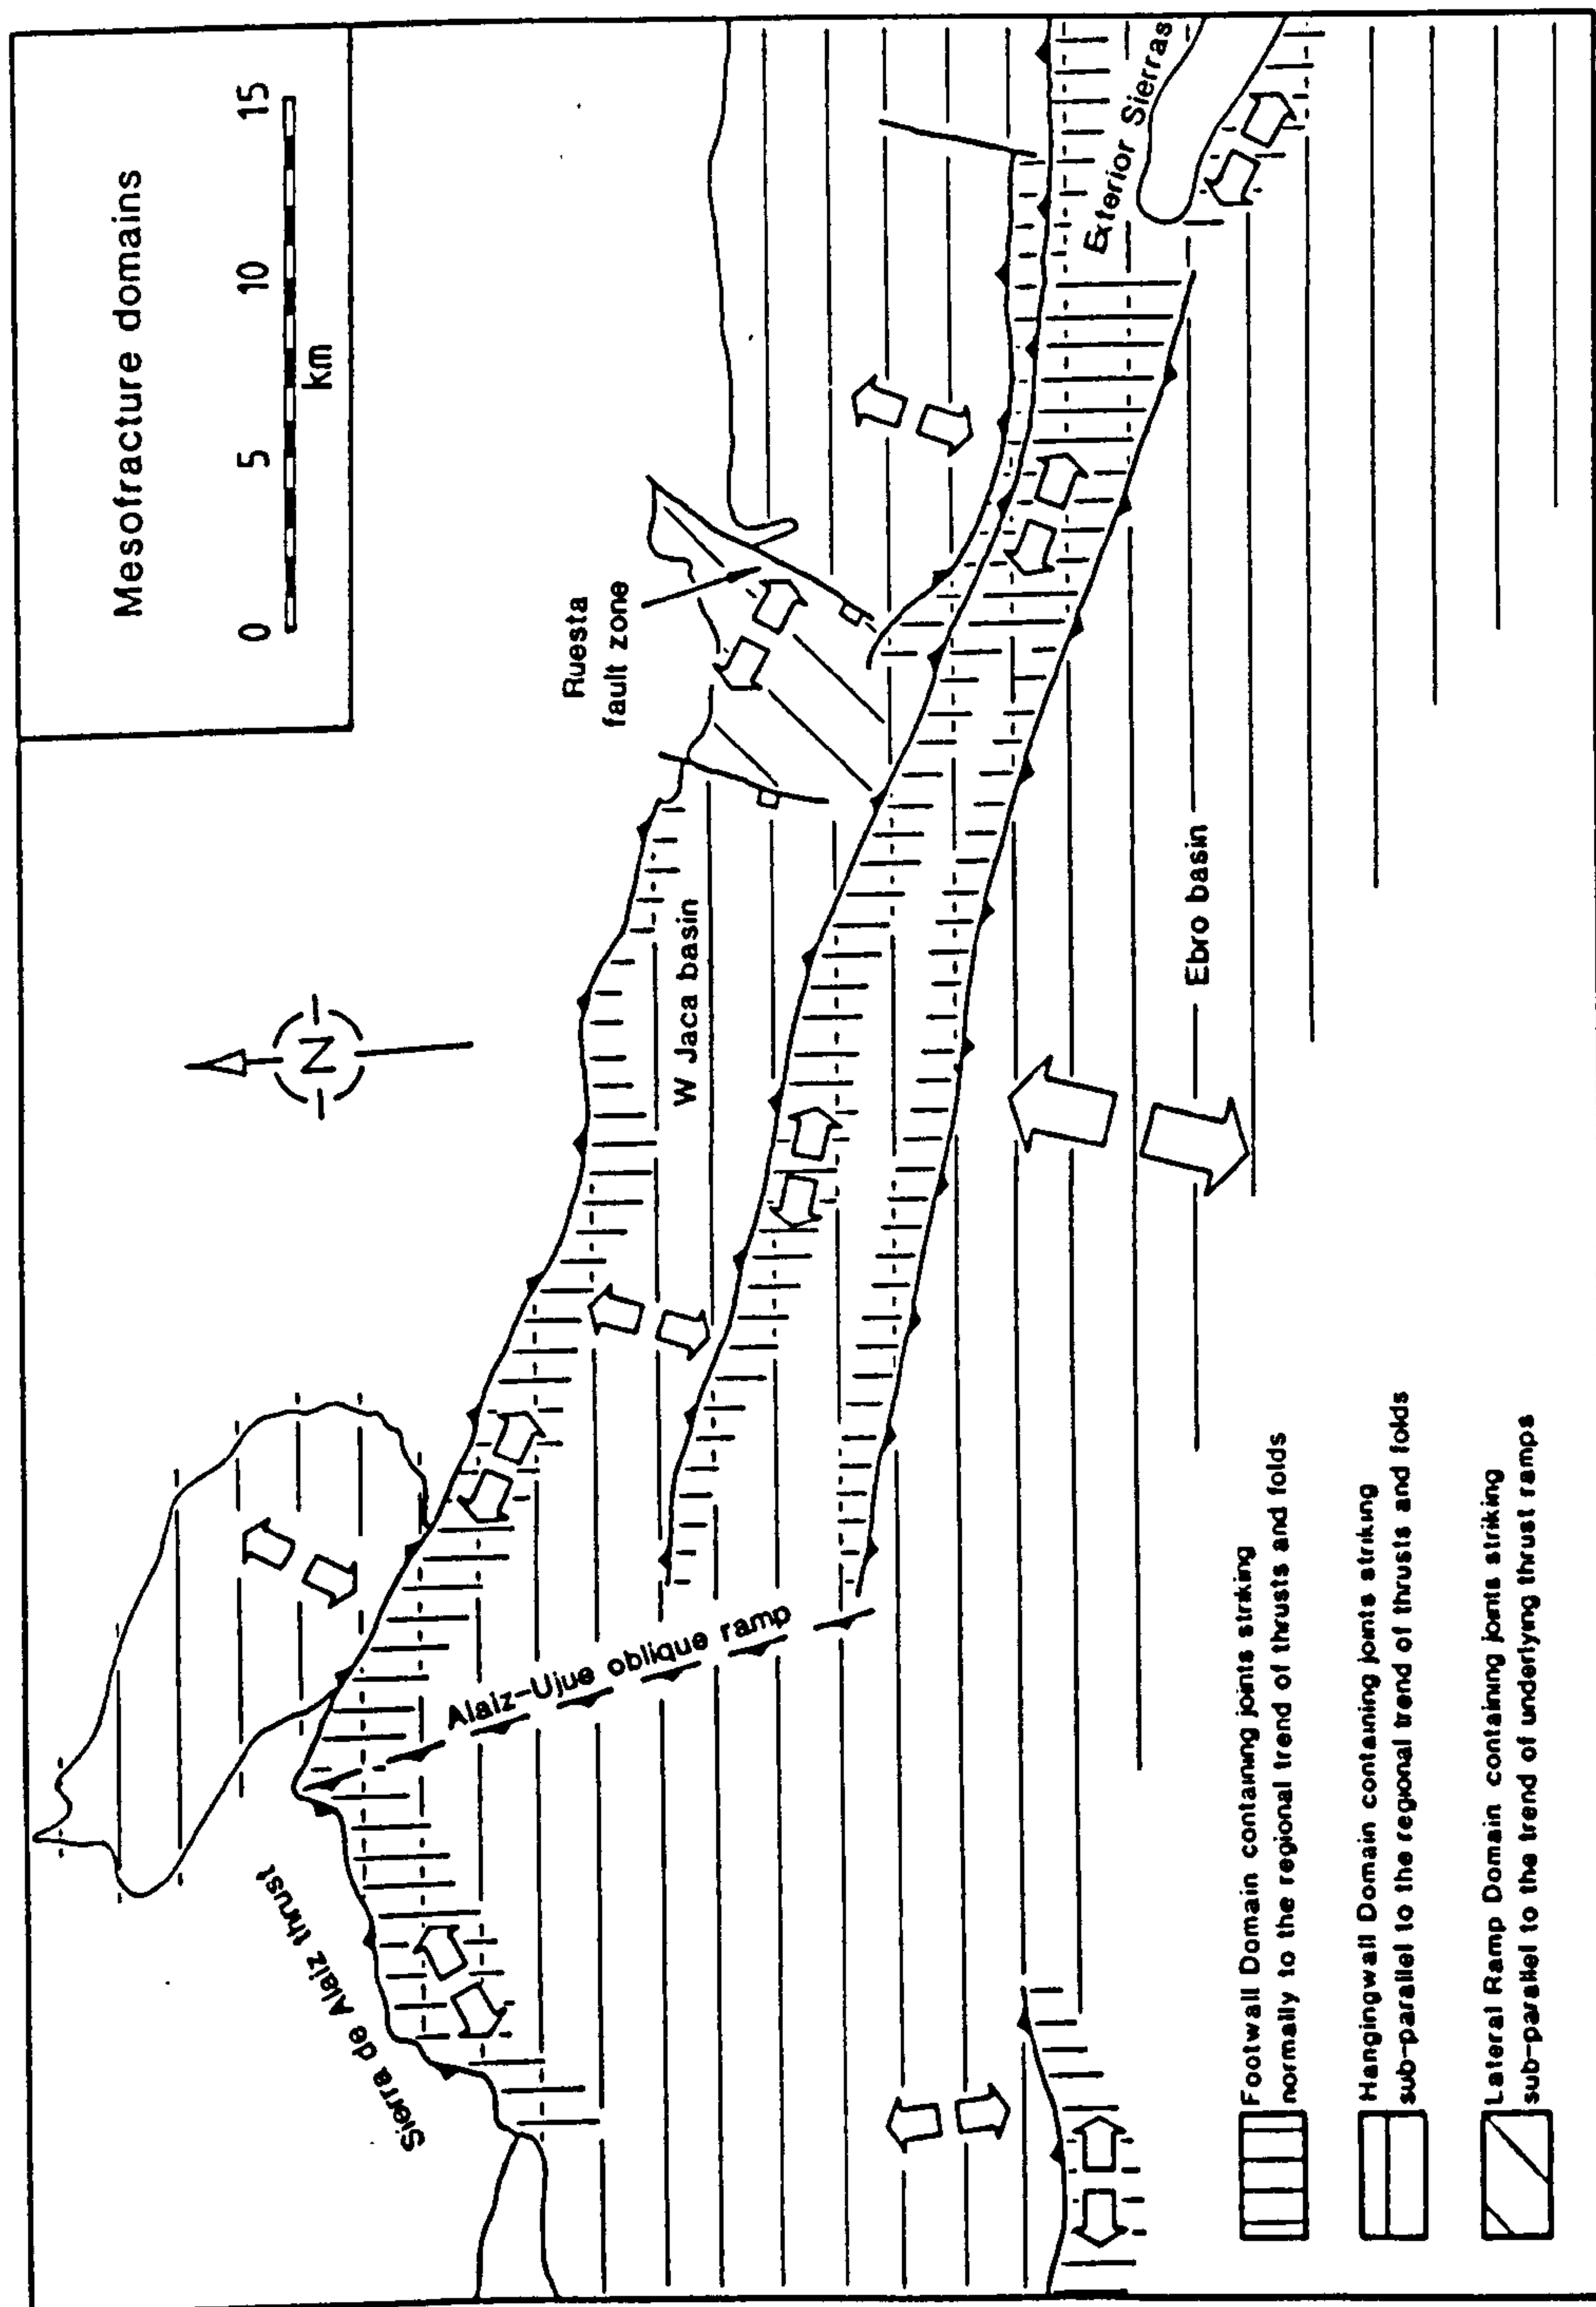 Mesofracture domains
0 5 10 15
km
N
Ruesta
fault zone
Exterior Sierras
W Jaca basin
Ebro basin
Alaiz-Ujue oblique ramp
Sierra de Alaiz thrust
Footwall Domain containing joints striking
normally to the regional trend of thrusts and folds
Hangingwall Domain containing joints striking
sub-parallel to the regional trend of thrusts and folds
Lateral Ramp Domain containing joints striking
sub-parallel to the trend of underlying thrust ramps